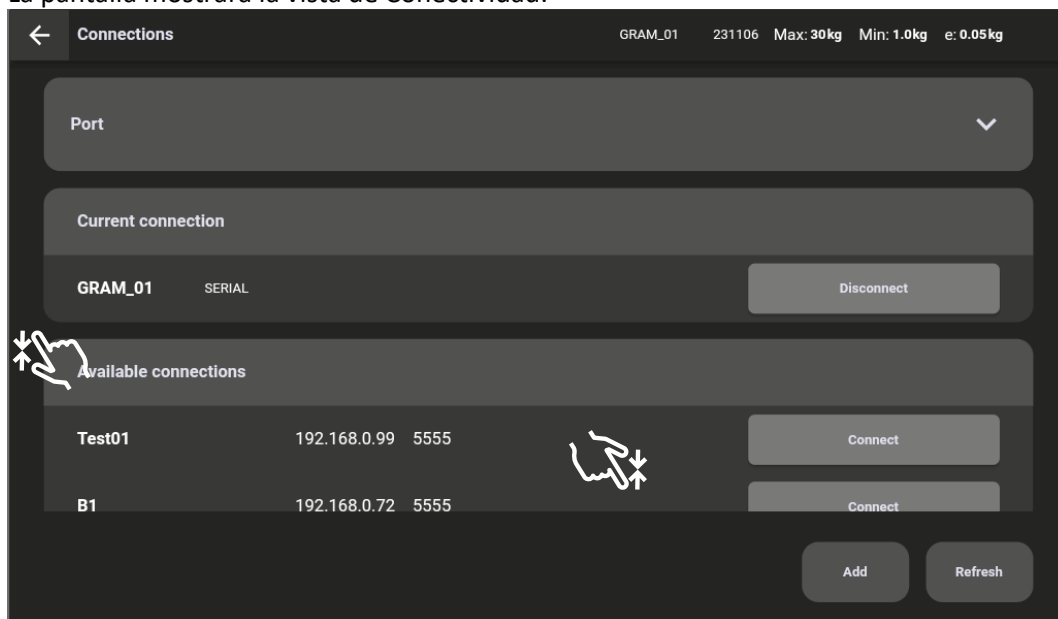 La pantalla mostrará la vista de Conectividad.
Connections GRAM_01 231106 Max: 30kg Min: 1.0kg e: 0.05kg
Port
Current connection
GRAM_01 SERIAL Disconnect
Available connections
Test01 192.168.0.99 5555 Connect
B1 192.168.0.72 5555 Connect
Add Refresh